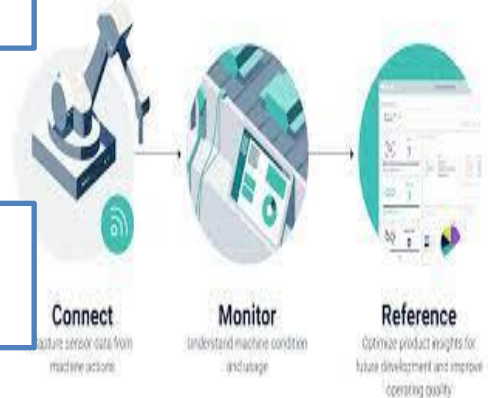 Connect
Capture sensor data from
machine actions
Monitor
Understand machine condition
and usage
Reference
Optimize product insights for
future development and improve
operating quality